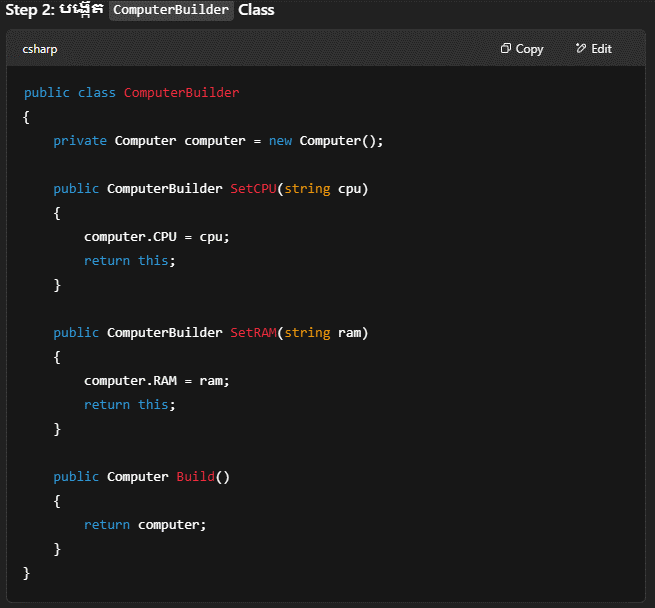 Step 2: បង្កើត ComputerBuilder Class
csharp Copy Edit
public class ComputerBuilder
{
    private Computer computer = new Computer();

    public ComputerBuilder SetCPU(string cpu)
    {
        computer.CPU = cpu;
        return this;
    }

    public ComputerBuilder SetRAM(string ram)
    {
        computer.RAM = ram;
        return this;
    }

    public Computer Build()
    {
        return computer;
    }
}